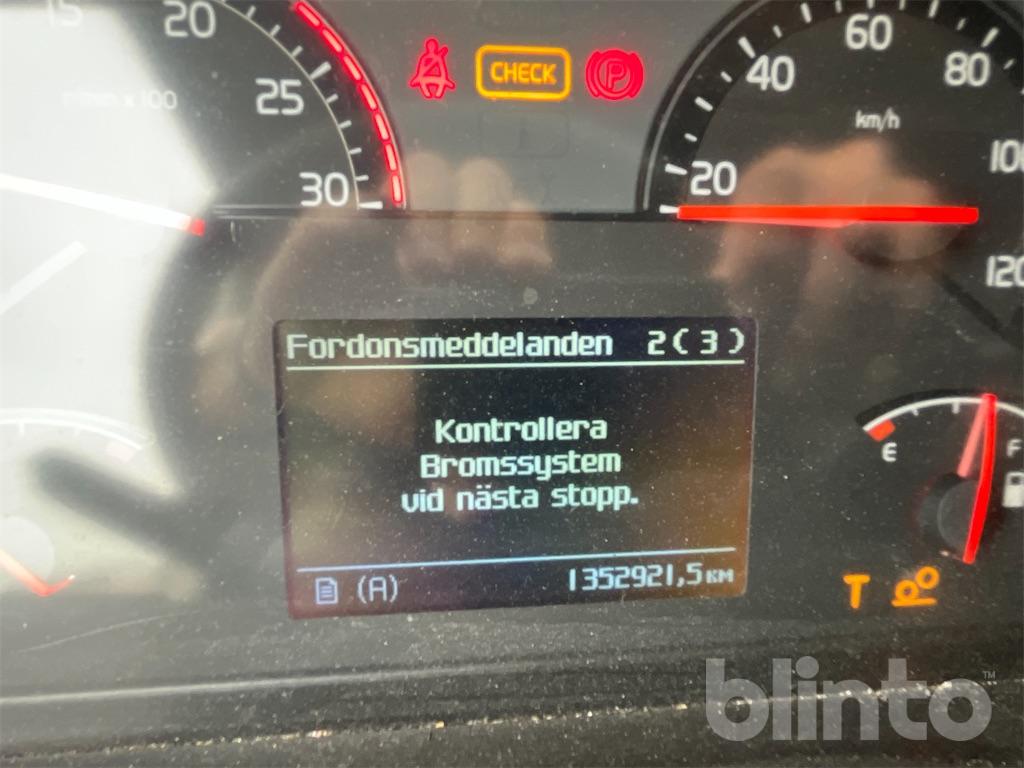 15 20 25 30
r/min x 100
CHECK
P
20 40 60 80 100 120
km/h
Fordonsmeddelanden 2(3)
Kontrollera
Bromssystem
vid nästa stopp.
(A) 1352921,5 KM
E F
T
blinto™